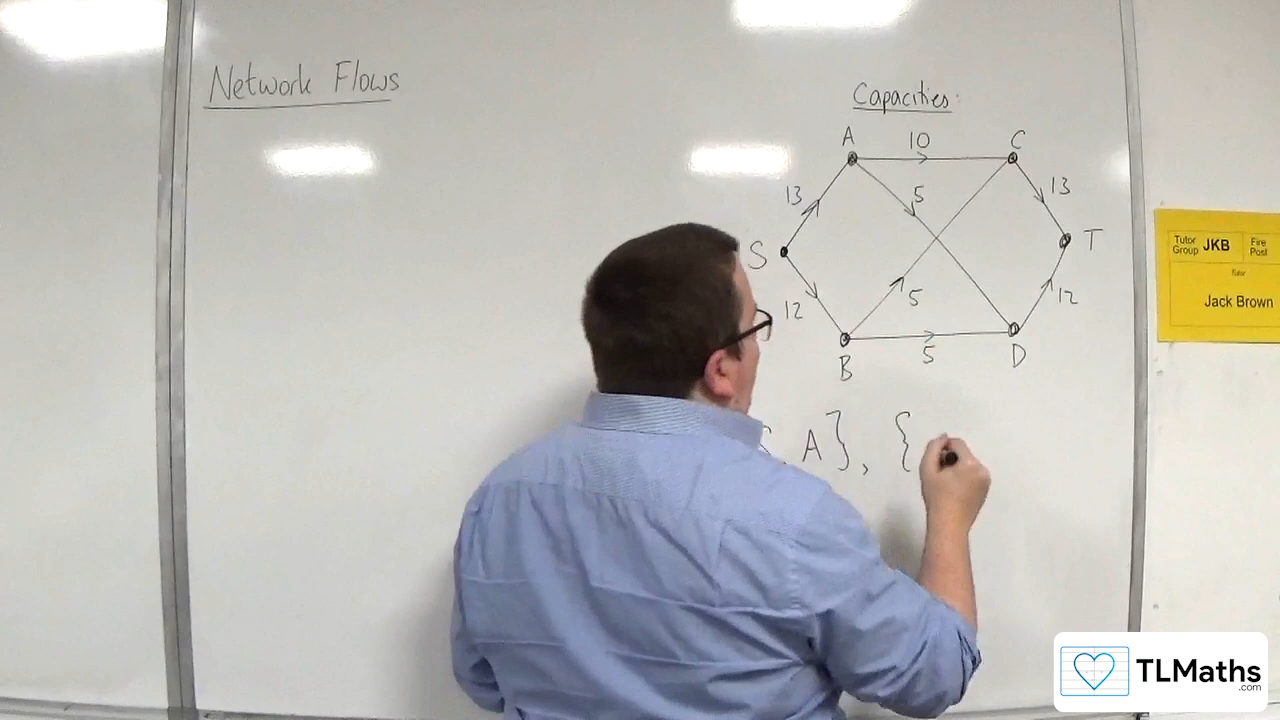 Network Flows
Capacities:
A 10 C
13 5 13
S T
12 5 12
B 5 D
A}, {
Tutor Group JKB Fire Post
Tutor
Jack Brown
TLMaths
.com